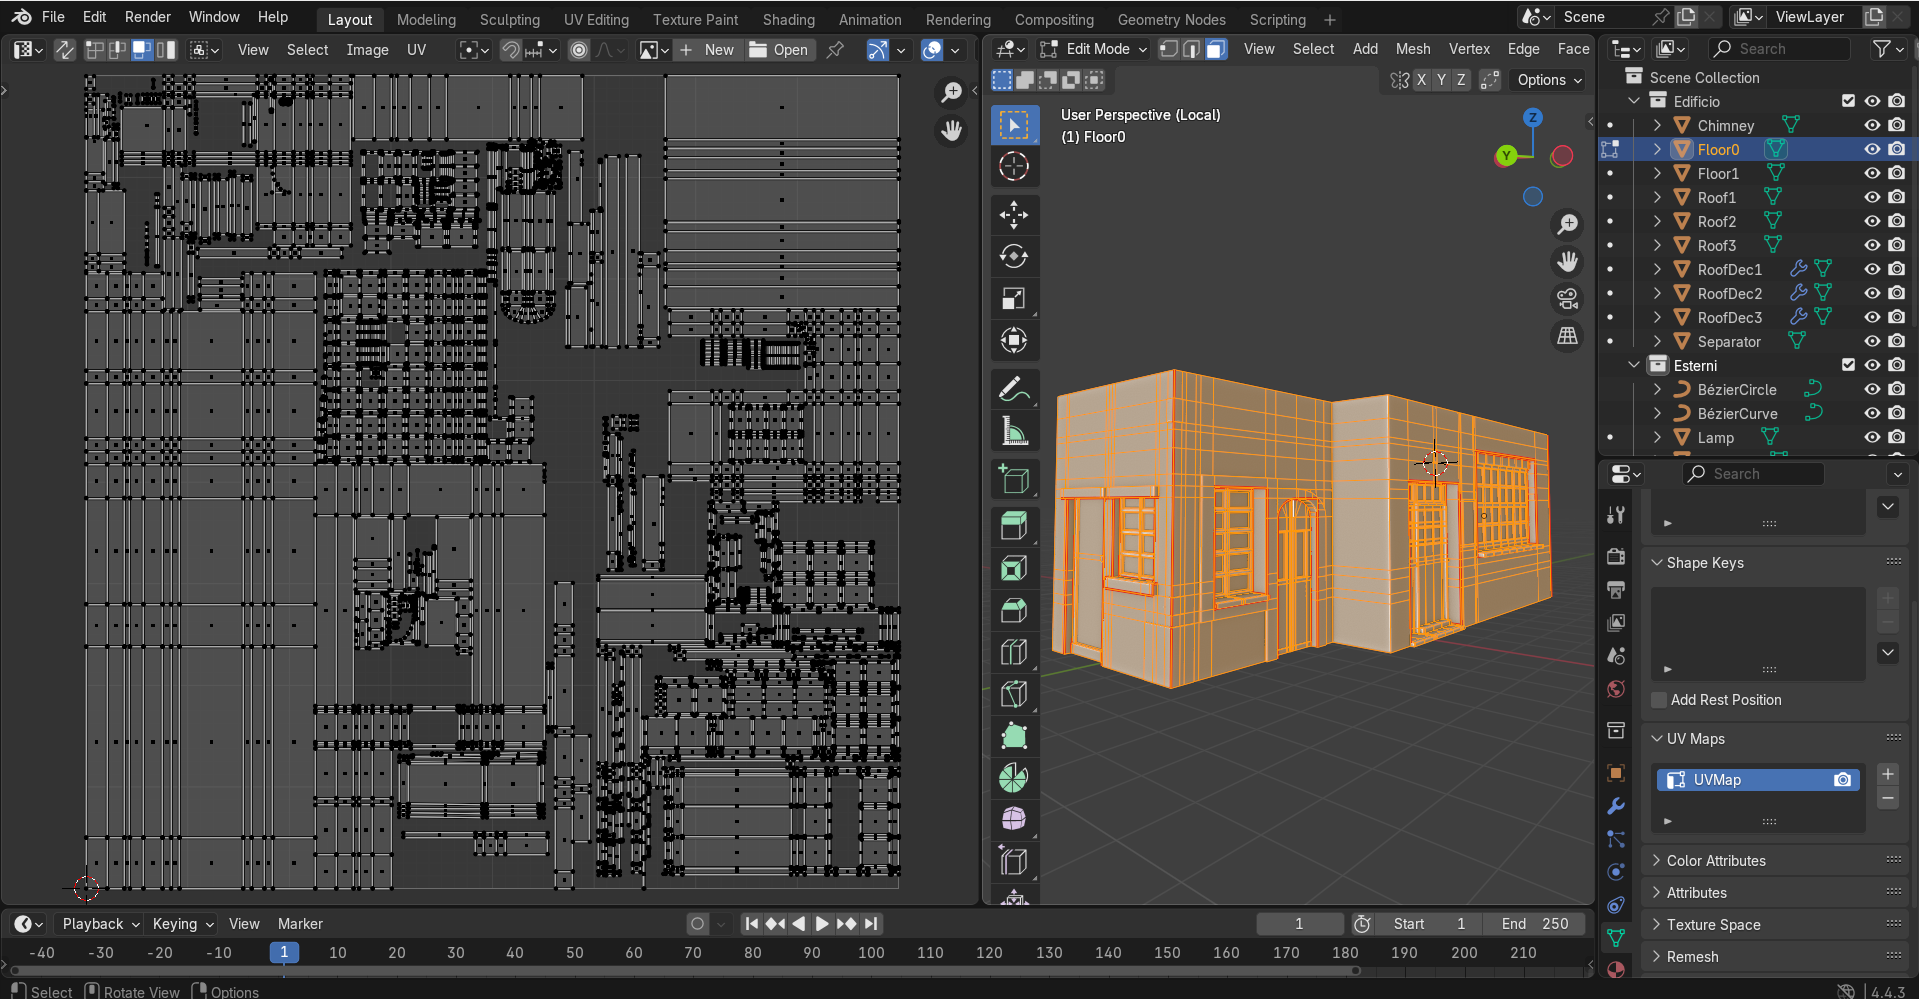 File Edit Render Window Help Layout Modeling Sculpting UV Editing Texture Paint Shading Animation Rendering Compositing Geometry Nodes Scripting + Scene ViewLayer
View Select Image UV New Open Edit Mode View Select Add Mesh Vertex Edge Face Search
X Y Z Options
User Perspective (Local)
(1) Floor0
Z
Y
Scene Collection
Edificio
Chimney
Floor0
Floor1
Roof1
Roof2
Roof3
RoofDec1
RoofDec2
RoofDec3
Separator
Esterni
BézierCircle
BézierCurve
Lamp
Search
Shape Keys
Add Rest Position
UV Maps
UVMap
Color Attributes
Attributes
Texture Space
Remesh
Playback Keying View Marker 1 Start 1 End 250
-40 -30 -20 -10 1 10 20 30 40 50 60 70 80 90 100 110 120 130 140 150 160 170 180 190 200 210
Select Rotate View Options 4.4.3